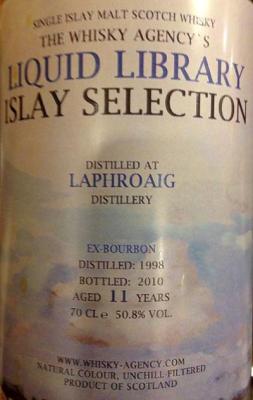 SINGLE ISLAY MALT SCOTCH WHISKY
THE WHISKY AGENCY`S
LIQUID LIBRARY
ISLAY SELECTION
DISTILLED AT
LAPHROAIG
DISTILLERY
EX-BOURBON
DISTILLED: 1998
BOTTLED: 2010
AGED 11 YEARS
70 CL e 50.8% VOL.
WWW.WHISKY-AGENCY.COM
NATURAL COLOUR, UNCHILL-FILTERED
PRODUCT OF SCOTLAND